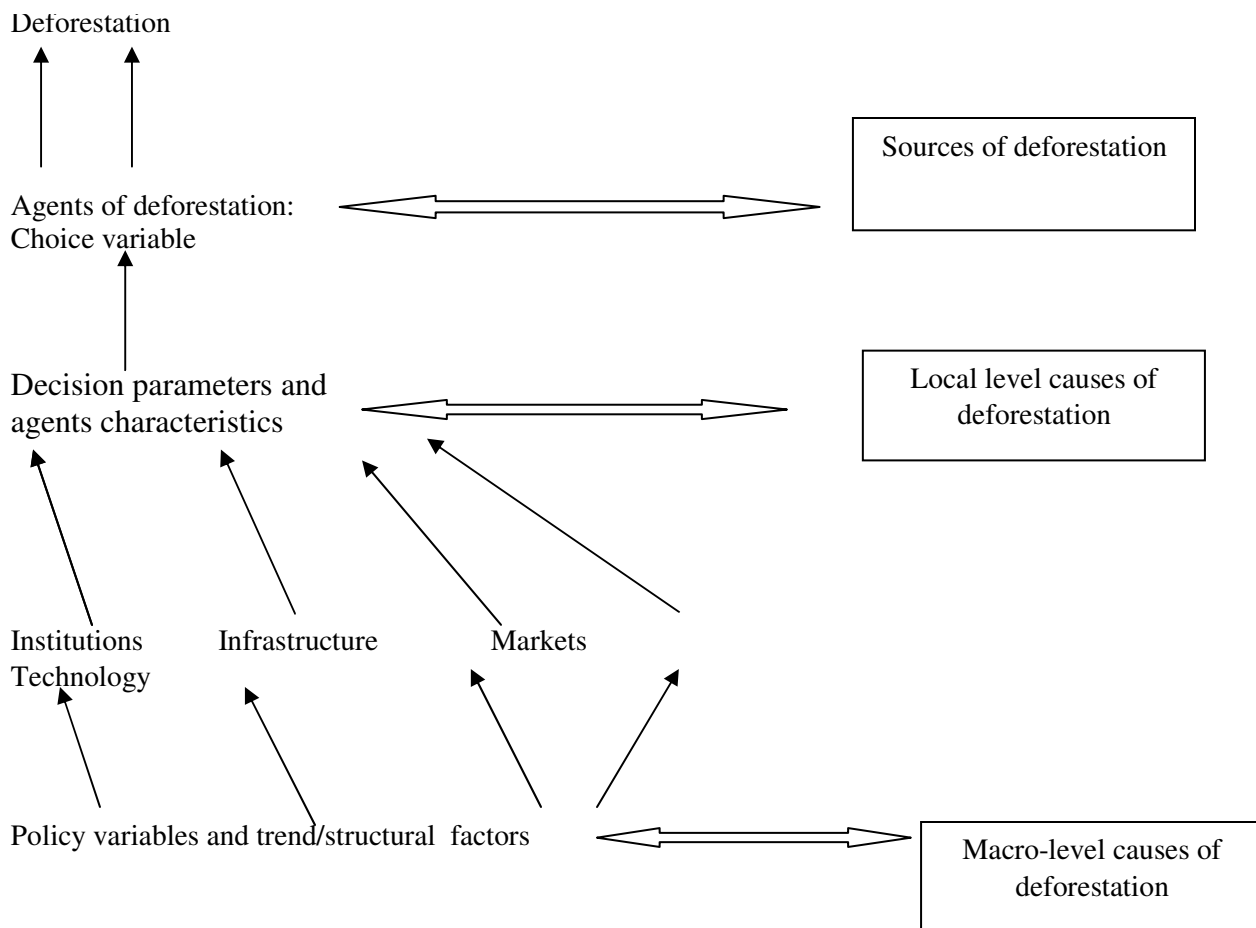 Deforestation
Sources of deforestation
Agents of deforestation:
Choice variable
Decision parameters and
agents characteristics
Local level causes of
deforestation
Institutions Infrastructure Markets
Technology
Policy variables and trend/structural factors
Macro-level causes of
deforestation